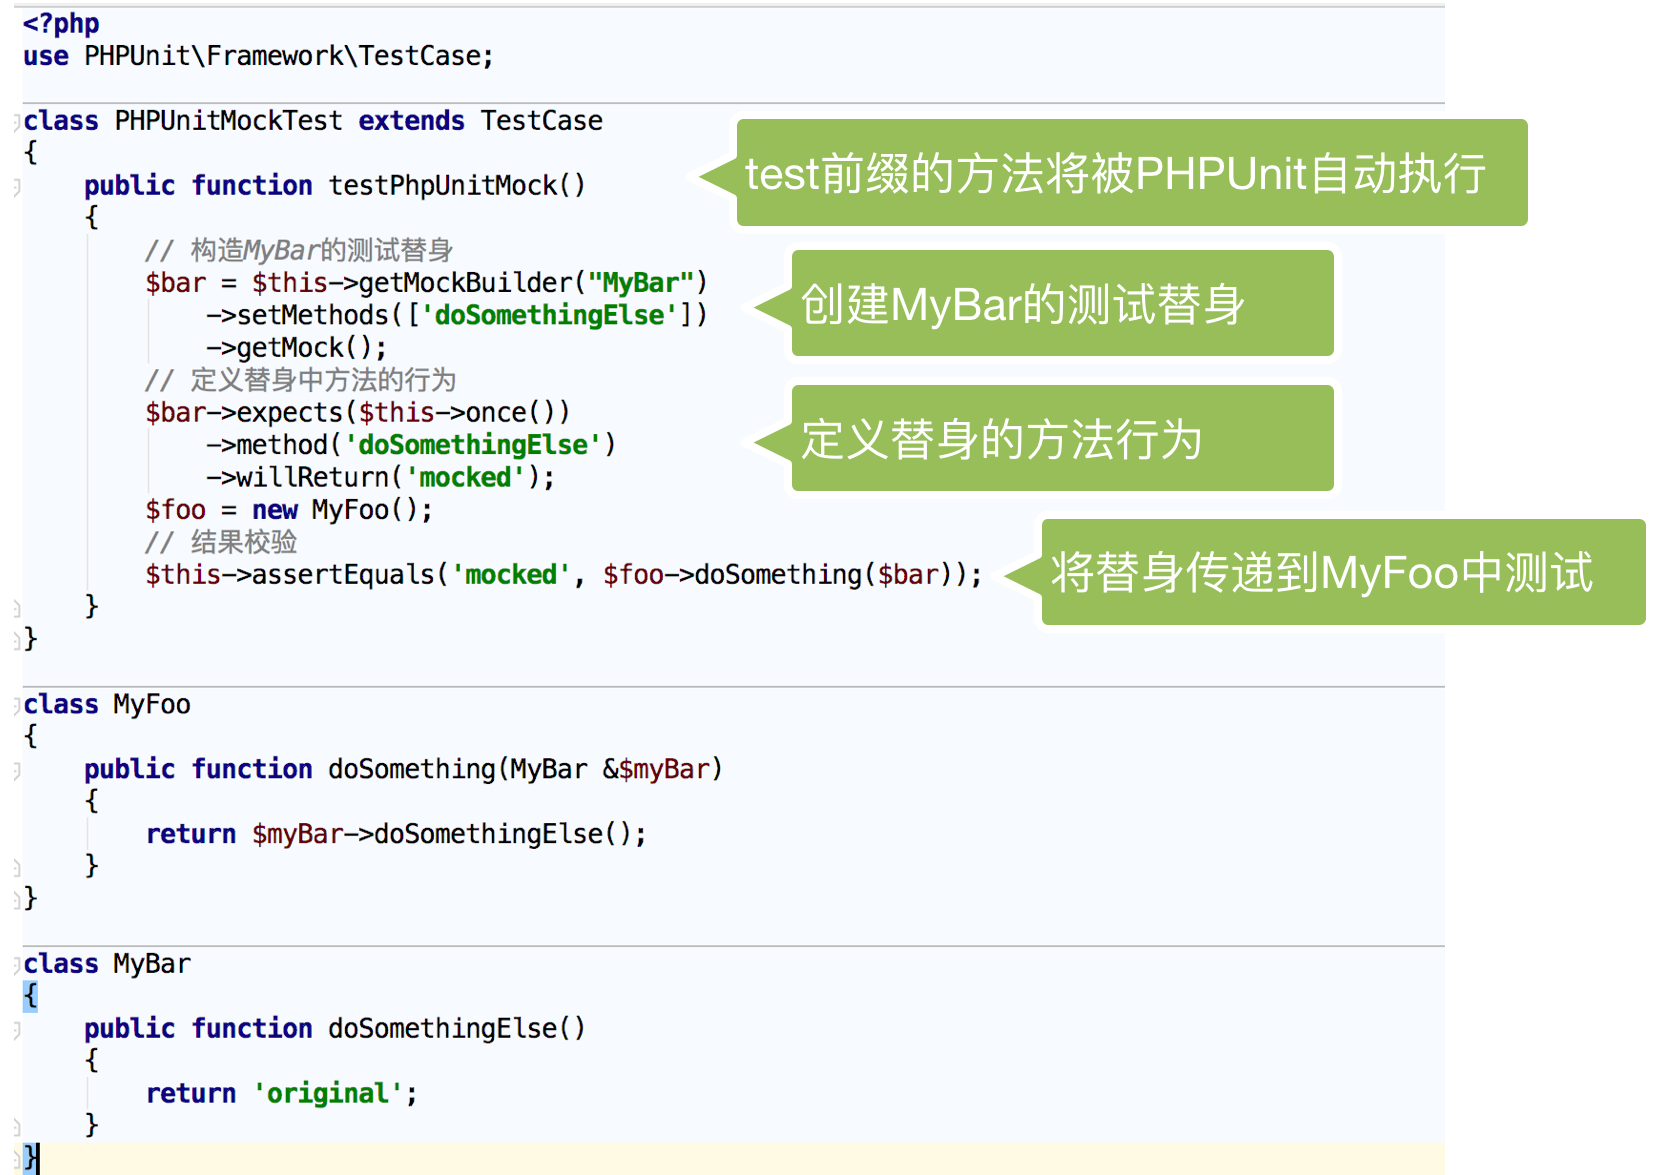 <?php
use PHPUnit\Framework\TestCase;
class PHPUnitMockTest extends TestCase
{
    public function testPhpUnitMock()
test前缀的方法将被PHPUnit自动执行
    {
        // 构造MyBar的测试替身
        $bar = $this->getMockBuilder("MyBar")
            ->setMethods(['doSomethingElse'])
创建MyBar的测试替身
            ->getMock();
        // 定义替身中方法的行为
        $bar->expects($this->once())
            ->method('doSomethingElse')
定义替身的方法行为
            ->willReturn('mocked');
        $foo = new MyFoo();
        // 结果校验
        $this->assertEquals('mocked', $foo->doSomething($bar));
将替身传递到MyFoo中测试
    }
}
class MyFoo
{
    public function doSomething(MyBar &$myBar)
    {
        return $myBar->doSomethingElse();
    }
}
class MyBar
{
    public function doSomethingElse()
    {
        return 'original';
    }
}